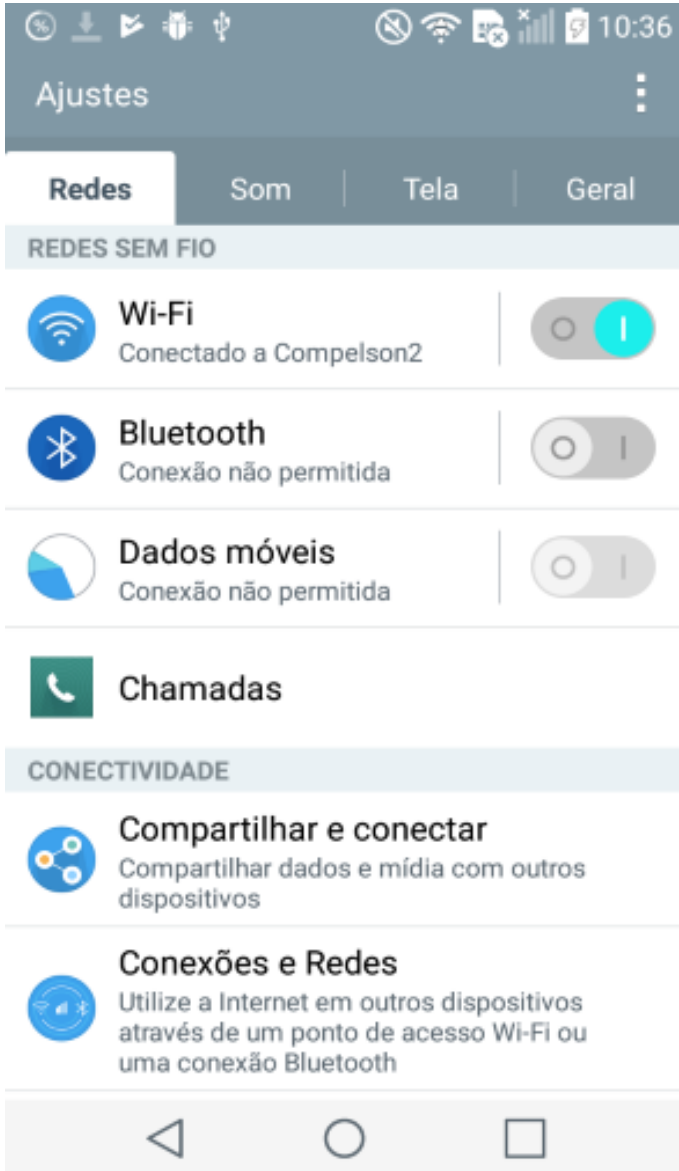 10:36
Ajustes
Redes Som Tela Geral
REDES SEM FIO
Wi-Fi
Conectado a Compelson2
Bluetooth
Conexão não permitida
Dados móveis
Conexão não permitida
Chamadas
CONECTIVIDADE
Compartilhar e conectar
Compartilhar dados e mídia com outros
dispositivos
Conexões e Redes
Utilize a Internet em outros dispositivos
através de um ponto de acesso Wi-Fi ou
uma conexão Bluetooth